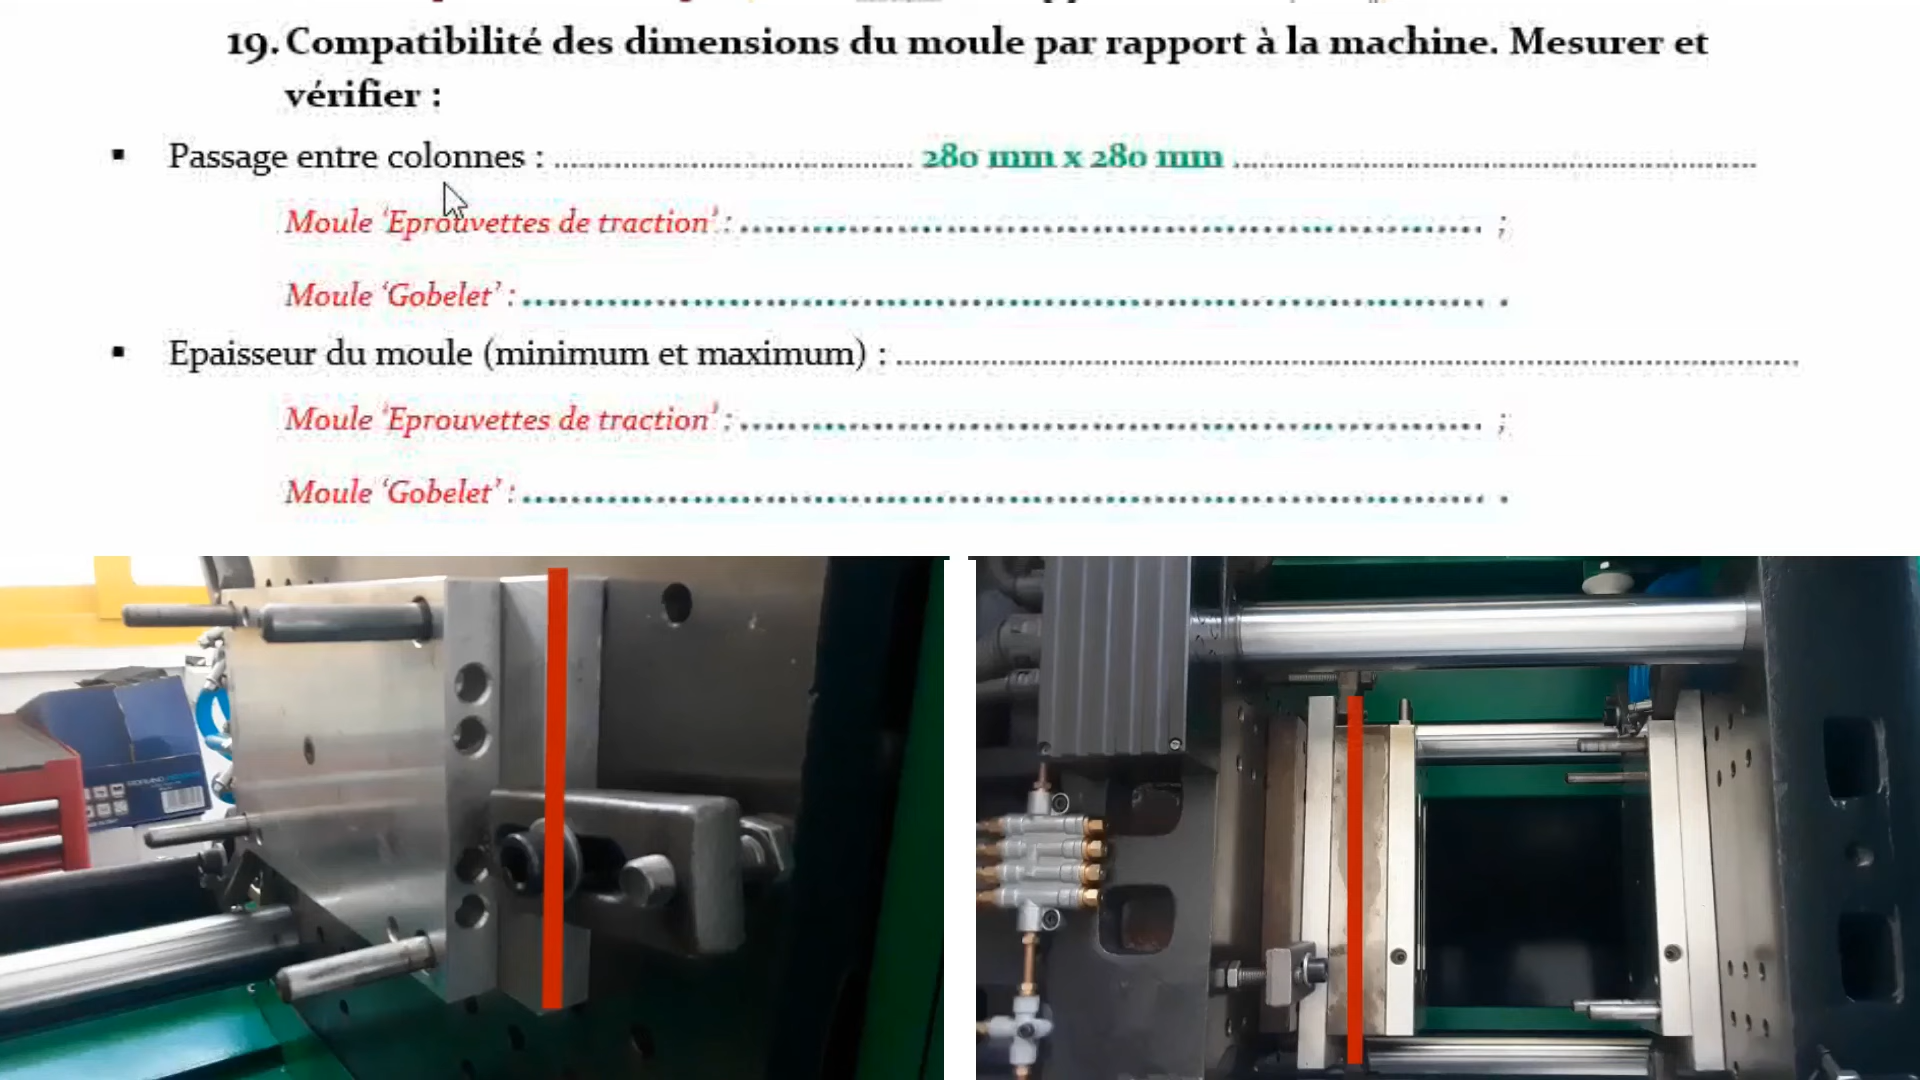 19. Compatibilité des dimensions du moule par rapport à la machine. Mesurer et
vérifier :
▪ Passage entre colonnes : ........................ 280 mm x 280 mm ........................
Moule ‘Eprouvettes de traction’ : ........................ ;
Moule ‘Gobelet’ : ........................ .
▪ Epaisseur du moule (minimum et maximum) : ........................
Moule ‘Eprouvettes de traction’ : ........................ ;
Moule ‘Gobelet’ : ........................ .